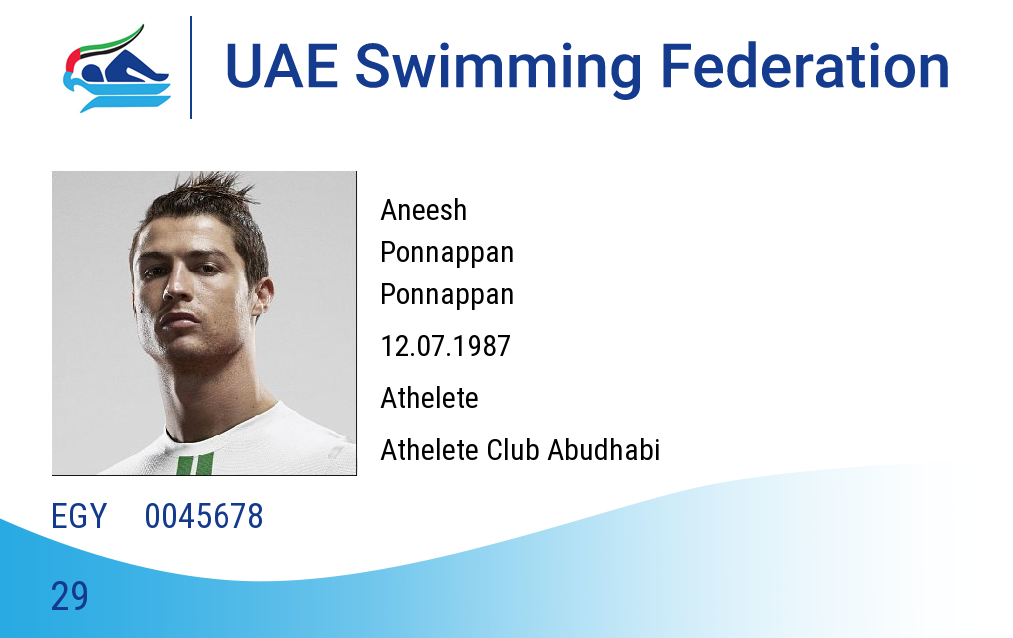 UAE Swimming Federation
Aneesh
Ponnappan
Ponnappan
12.07.1987
Athelete
Athelete Club Abudhabi
EGY 0045678
29